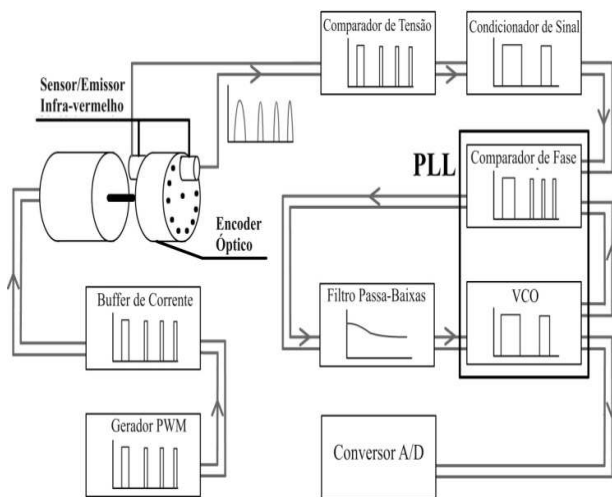 Comparador de Tensão
Condicionador de Sinal
Sensor/Emissor
Infra-vermelho
PLL
Comparador de Fase
Encoder
Óptico
Buffer de Corrente
Filtro Passa-Baixas
VCO
Gerador PWM
Conversor A/D